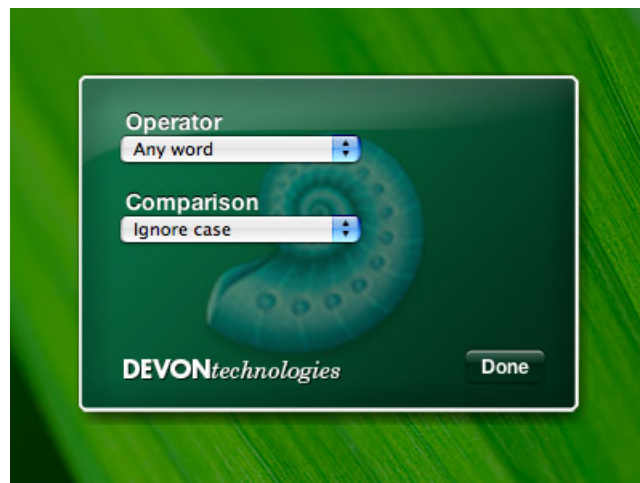 Operator
Any word
Comparison
Ignore case
DEVONtechnologies
Done